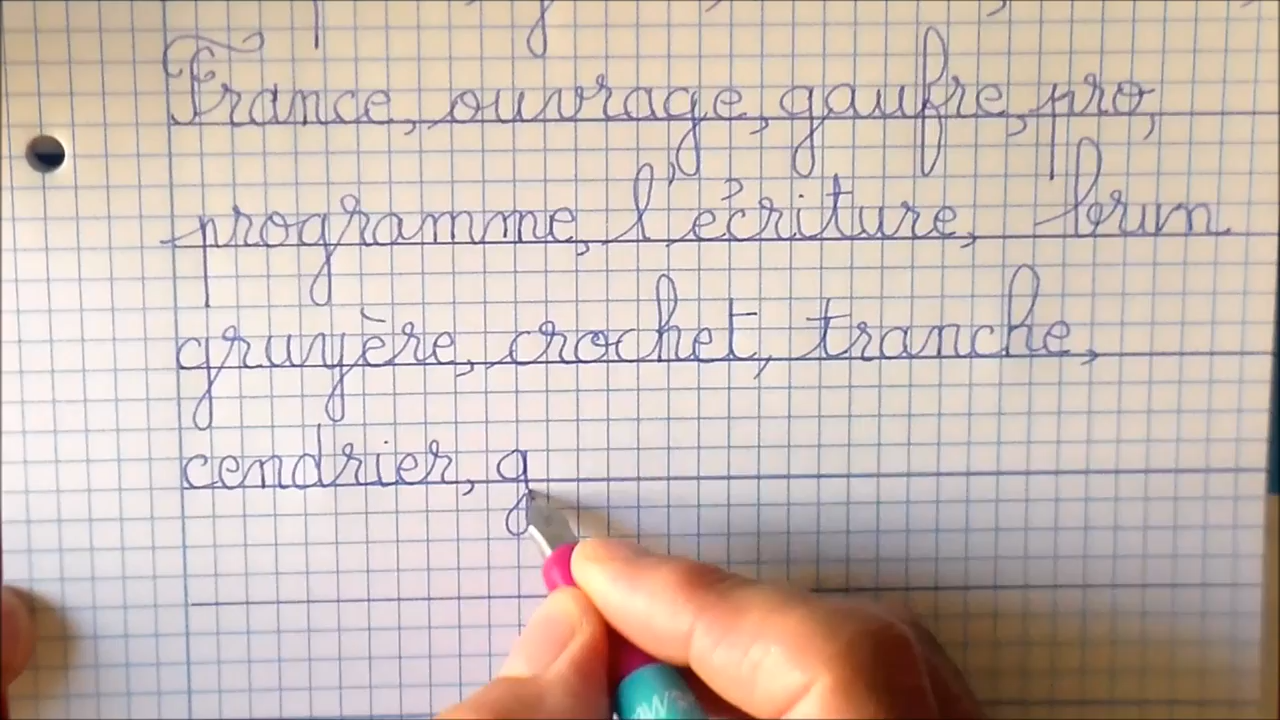 France, ouvrage, gaufre, pro,
programme, l'écriture, brun
gruyère, crochet, tranche,
cendrier, g